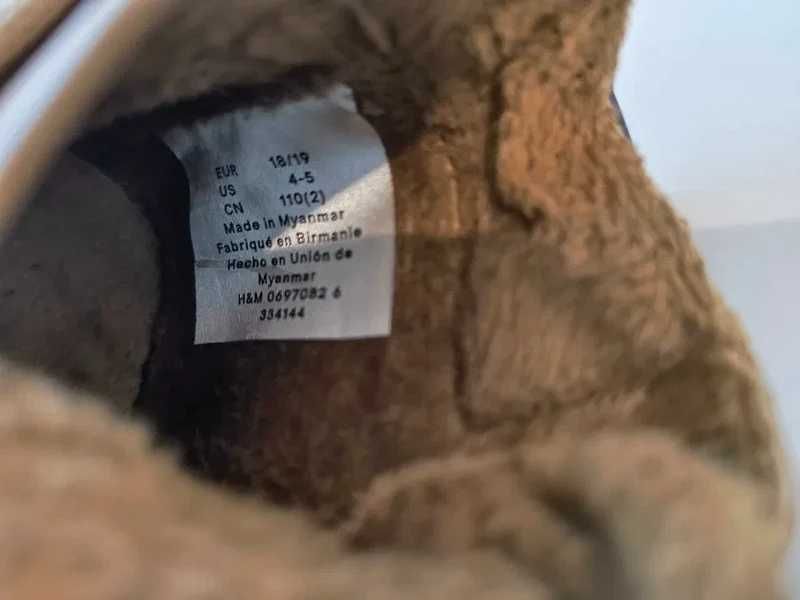 EUR 18/19
US 4-5
CN 110(2)
Made in Myanmar
Fabriqué en Birmanie
Hecho en Unión de
Myanmar
H&M 0697082 6
334144